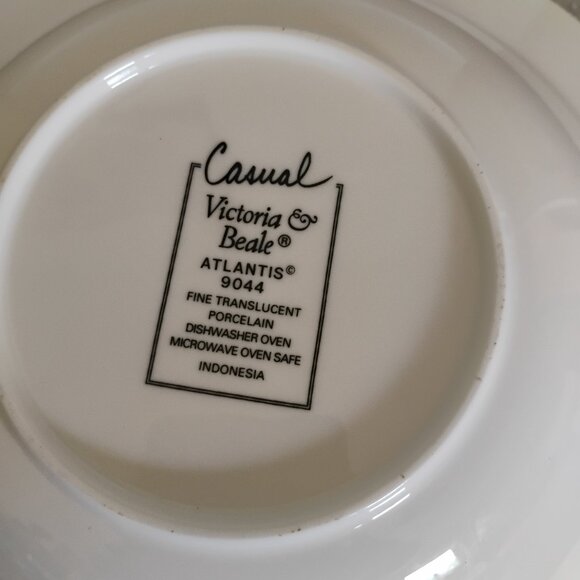 Casual
Victoria &
Beale®
ATLANTIS©
9044
FINE TRANSLUCENT
PORCELAIN
DISHWASHER OVEN
MICROWAVE OVEN SAFE
INDONESIA